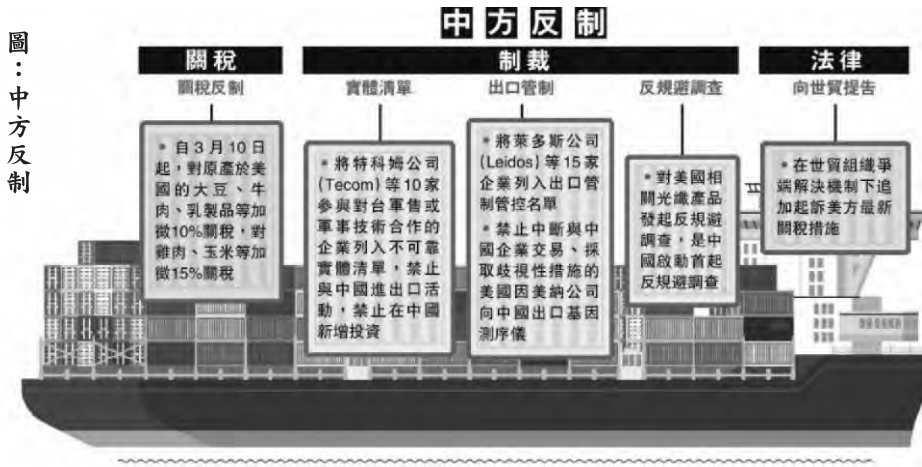 中方反制
圖：中方反制
關稅
關稅反制
• 自3月10日
起，對原產於美
國的大豆、牛
肉、乳製品等加
徵10%關稅，對
雞肉、玉米等加
徵15%關稅
制裁
實體清單
• 將特科姆公司
(Tecom)等10家
參與對台軍售或
軍事技術合作的
企業列入不可靠
實體清單，禁止
與中國進出口活
動，禁止在中國
新增投資
出口管制
• 將萊多斯公司
(Leidos)等15家
企業列入出口管
制管控名單
• 禁止中斷與中
國企業交易、採
取歧視性措施的
美國因美納公司
向中國出口基因
測序儀
反規避調查
• 對美國相
關光纖產品
發起反規避
調查，是中
國啟動首起
反規避調查
法律
向世貿提告
• 在世貿組織爭
端解決機制下追
加起訴美方最新
關稅措施